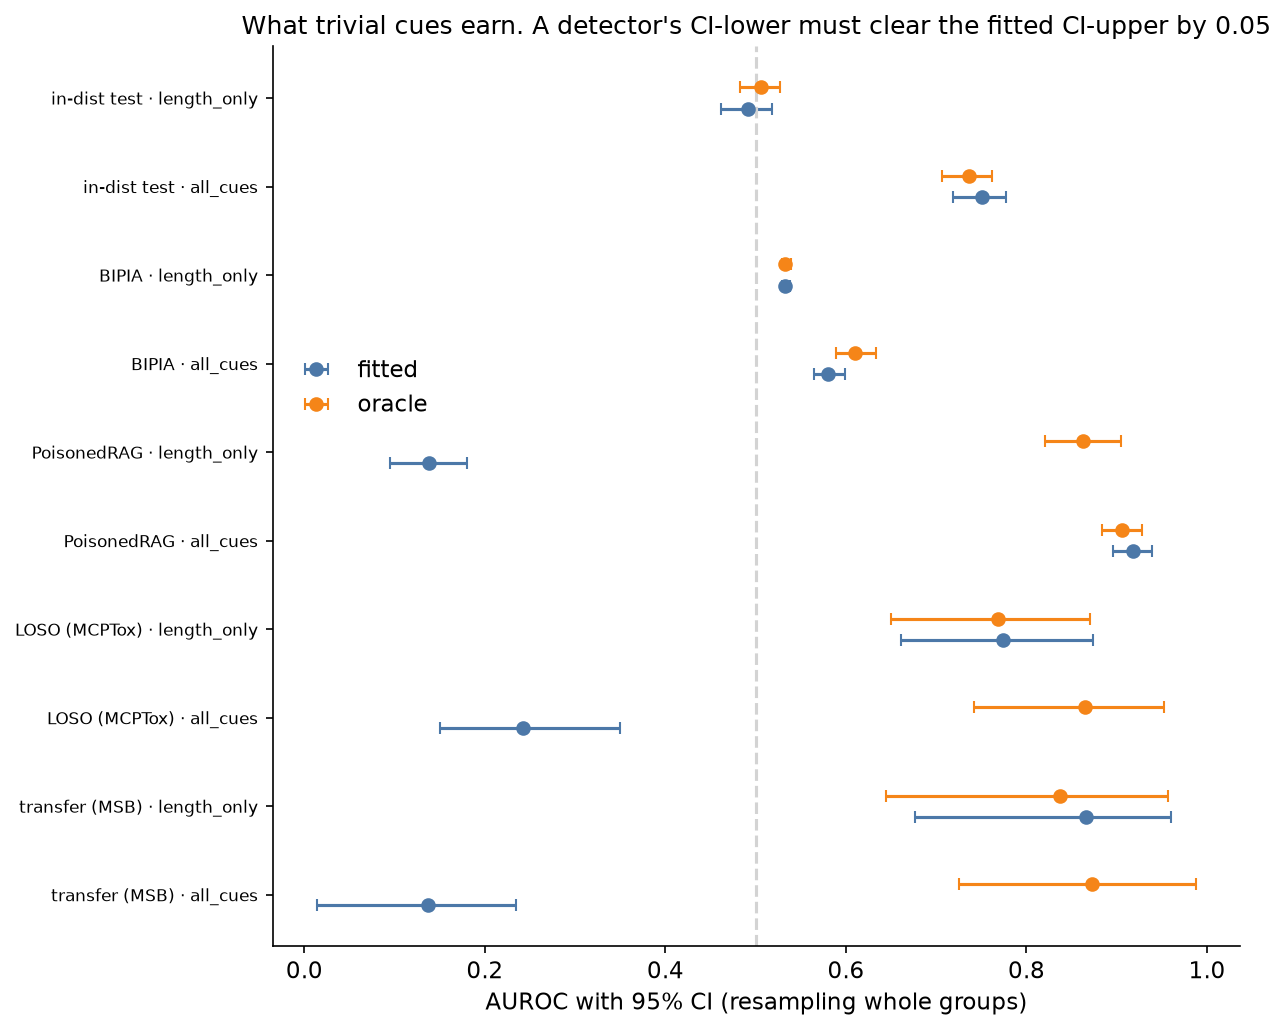 What trivial cues earn. A detector's CI-lower must clear the fitted CI-upper by 0.05
in-dist test · length_only
in-dist test · all_cues
BIPIA · length_only
BIPIA · all_cues
fitted
oracle
PoisonedRAG · length_only
PoisonedRAG · all_cues
LOSO (MCPTox) · length_only
LOSO (MCPTox) · all_cues
transfer (MSB) · length_only
transfer (MSB) · all_cues
0.0 0.2 0.4 0.6 0.8 1.0
AUROC with 95% CI (resampling whole groups)